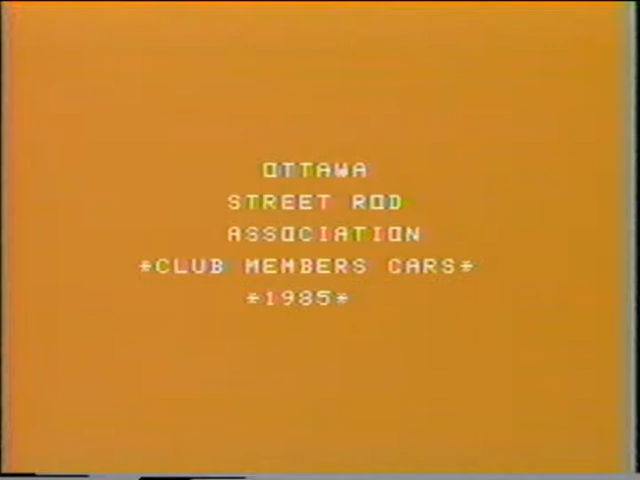 OTTAWA
STREET ROD
ASSOCIATION
*CLUB MEMBERS CARS*
*1985*